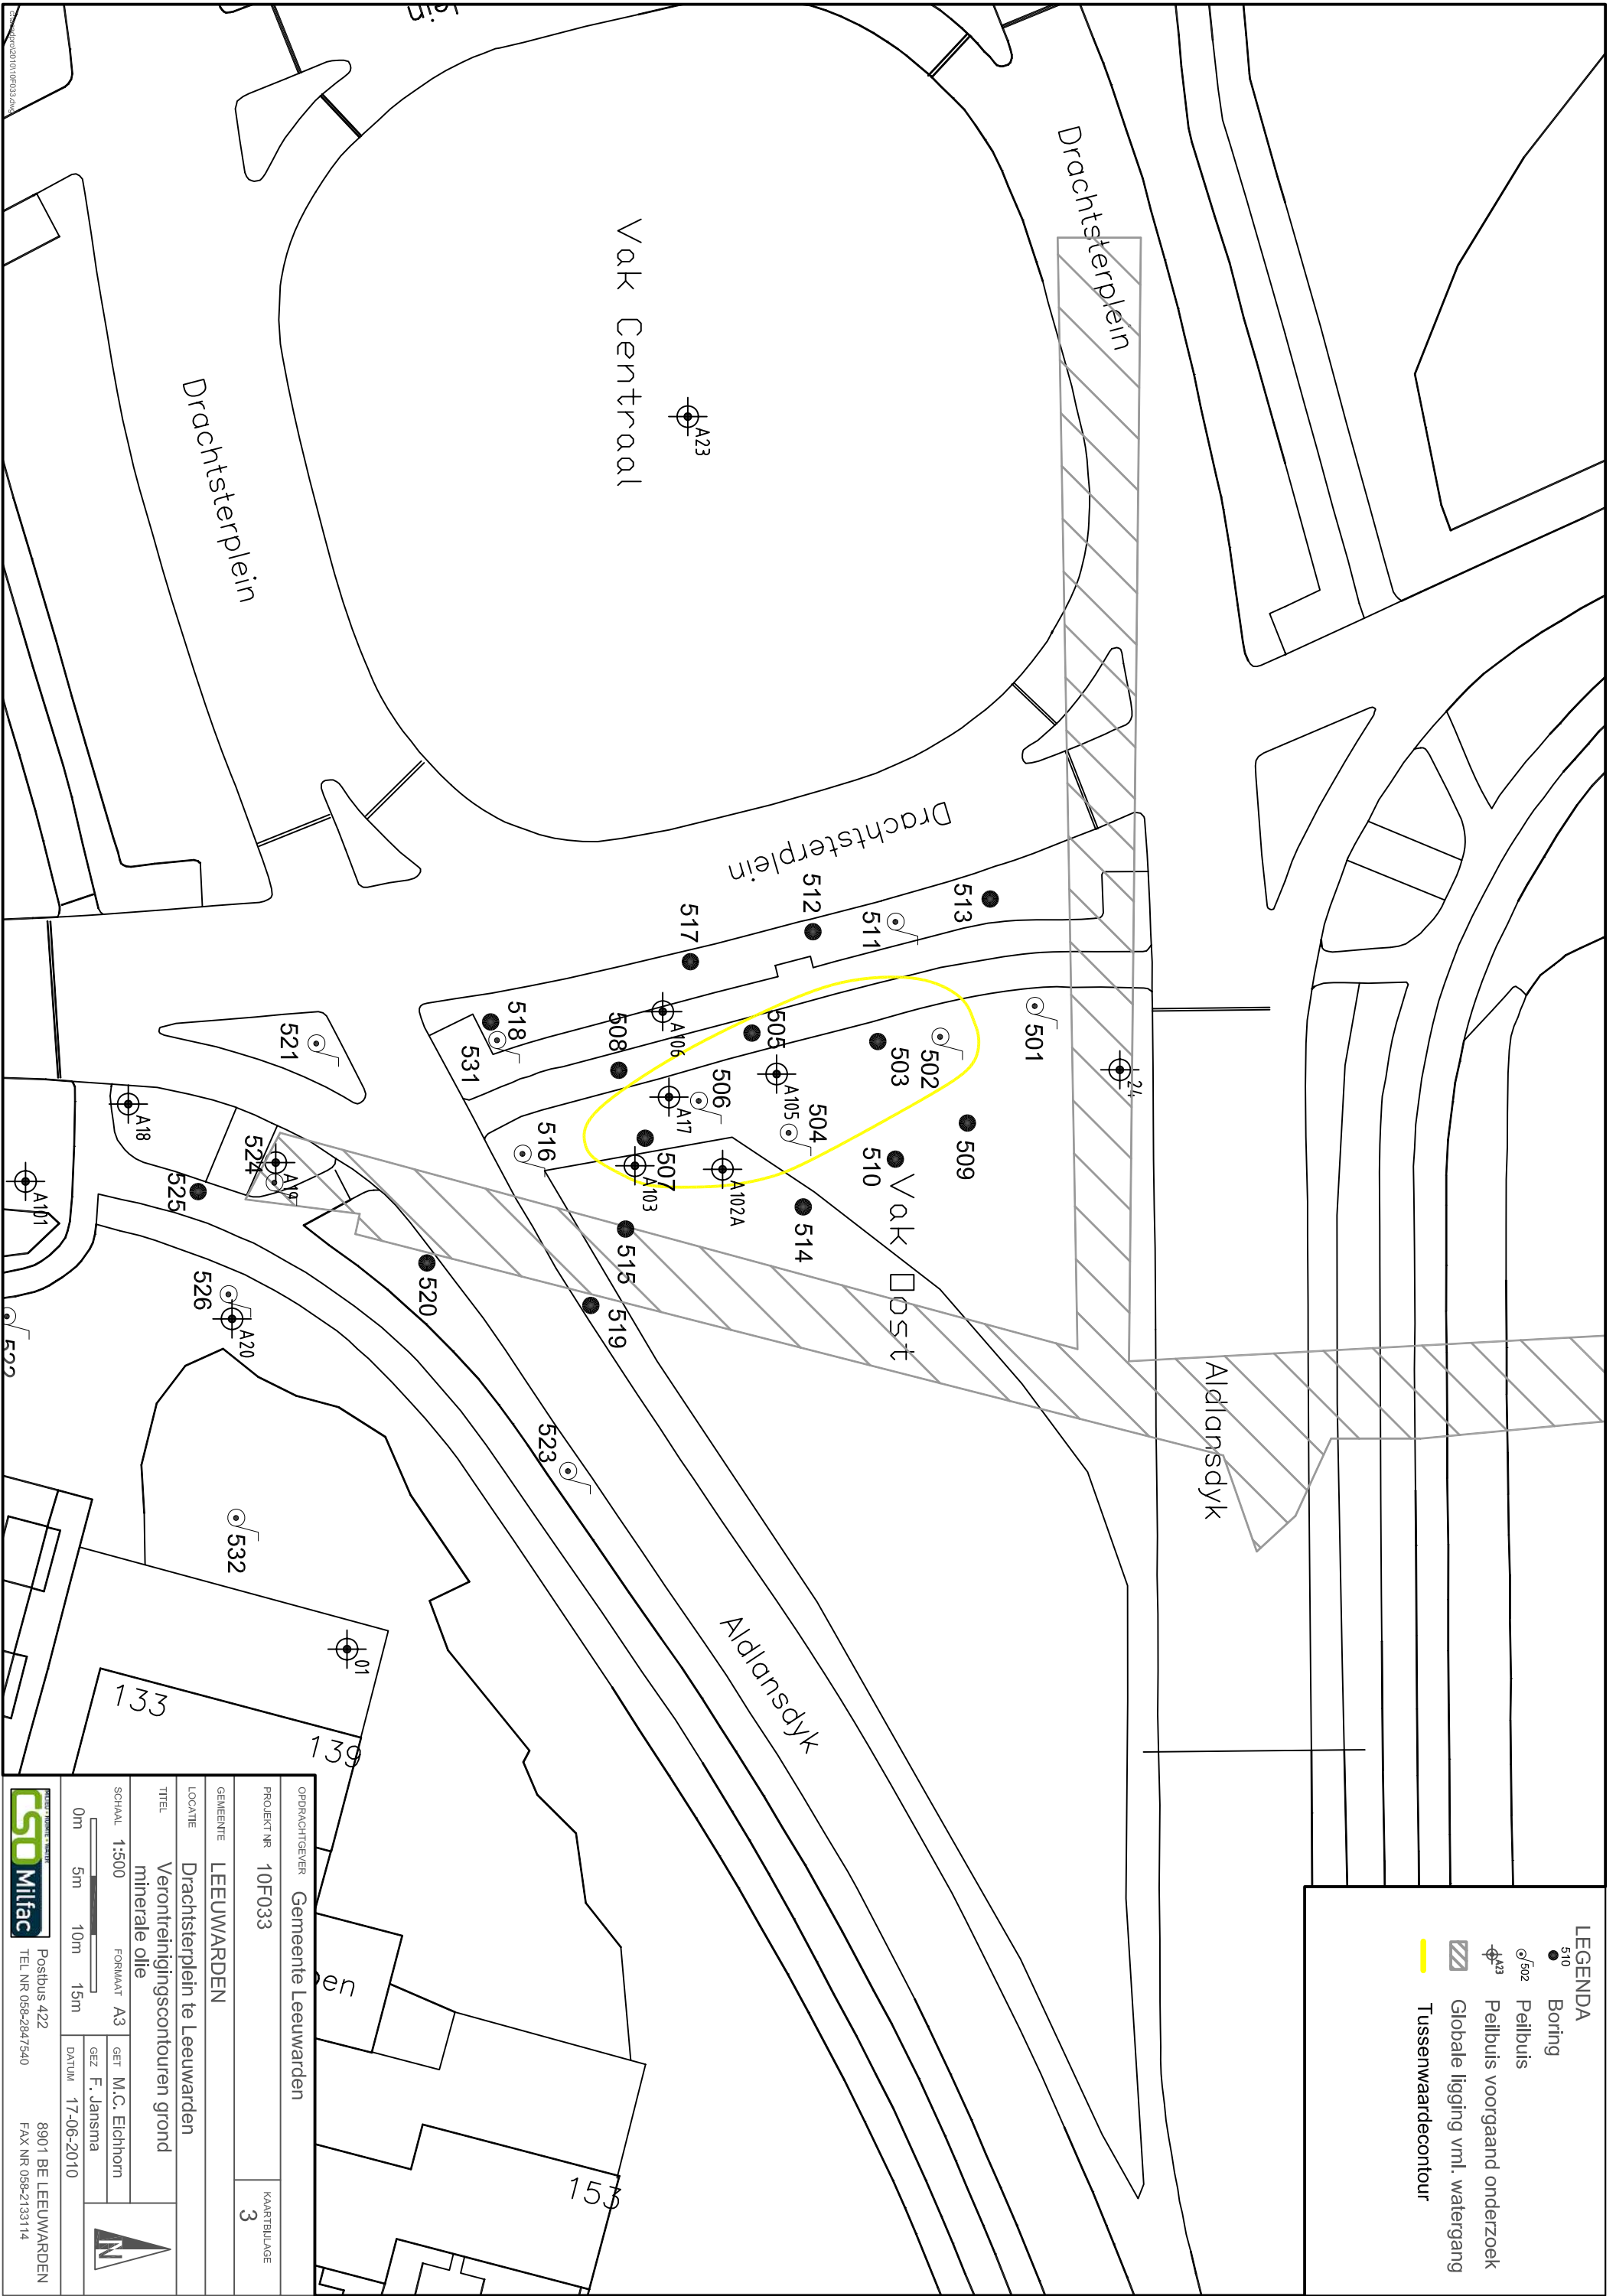 Drachtsterplein
Vak Centraal
A23
Drachtsterplein
Drachtsterplein
513
511
512
517
A106
518
531
508
505
A105
503
502
501
24
509
510
Vak Oost
504
506
A17
507
A103
A102A
514
516
515
519
520
521
A18
524
A19
525
A101
526
A20
522
523
532
01
133
139
153
Aldlansdyk
Aldlansdyk
LEGENDA
510 Boring
502 Peilbuis
A23 Peilbuis voorgaand onderzoek
Globale ligging vml. watergang
Tussenwaardecontour
OPDRACHTGEVER Gemeente Leeuwarden
PROJEKT NR 10F033
KAARTBIJLAGE 3
GEMEENTE LEEUWARDEN
LOCATIE Drachtsterplein te Leeuwarden
TITEL Verontreinigingscontouren grond
minerale olie
SCHAAL 1:500 FORMAAT A3
GET M.C. Eichhorn
GEZ F. Jansma
DATUM 17-06-2010
0m 5m 10m 15m
N
CSO Milfac
Postbus 422 8901 BE LEEUWARDEN
TEL NR 058-2847540 FAX NR 058-2133114